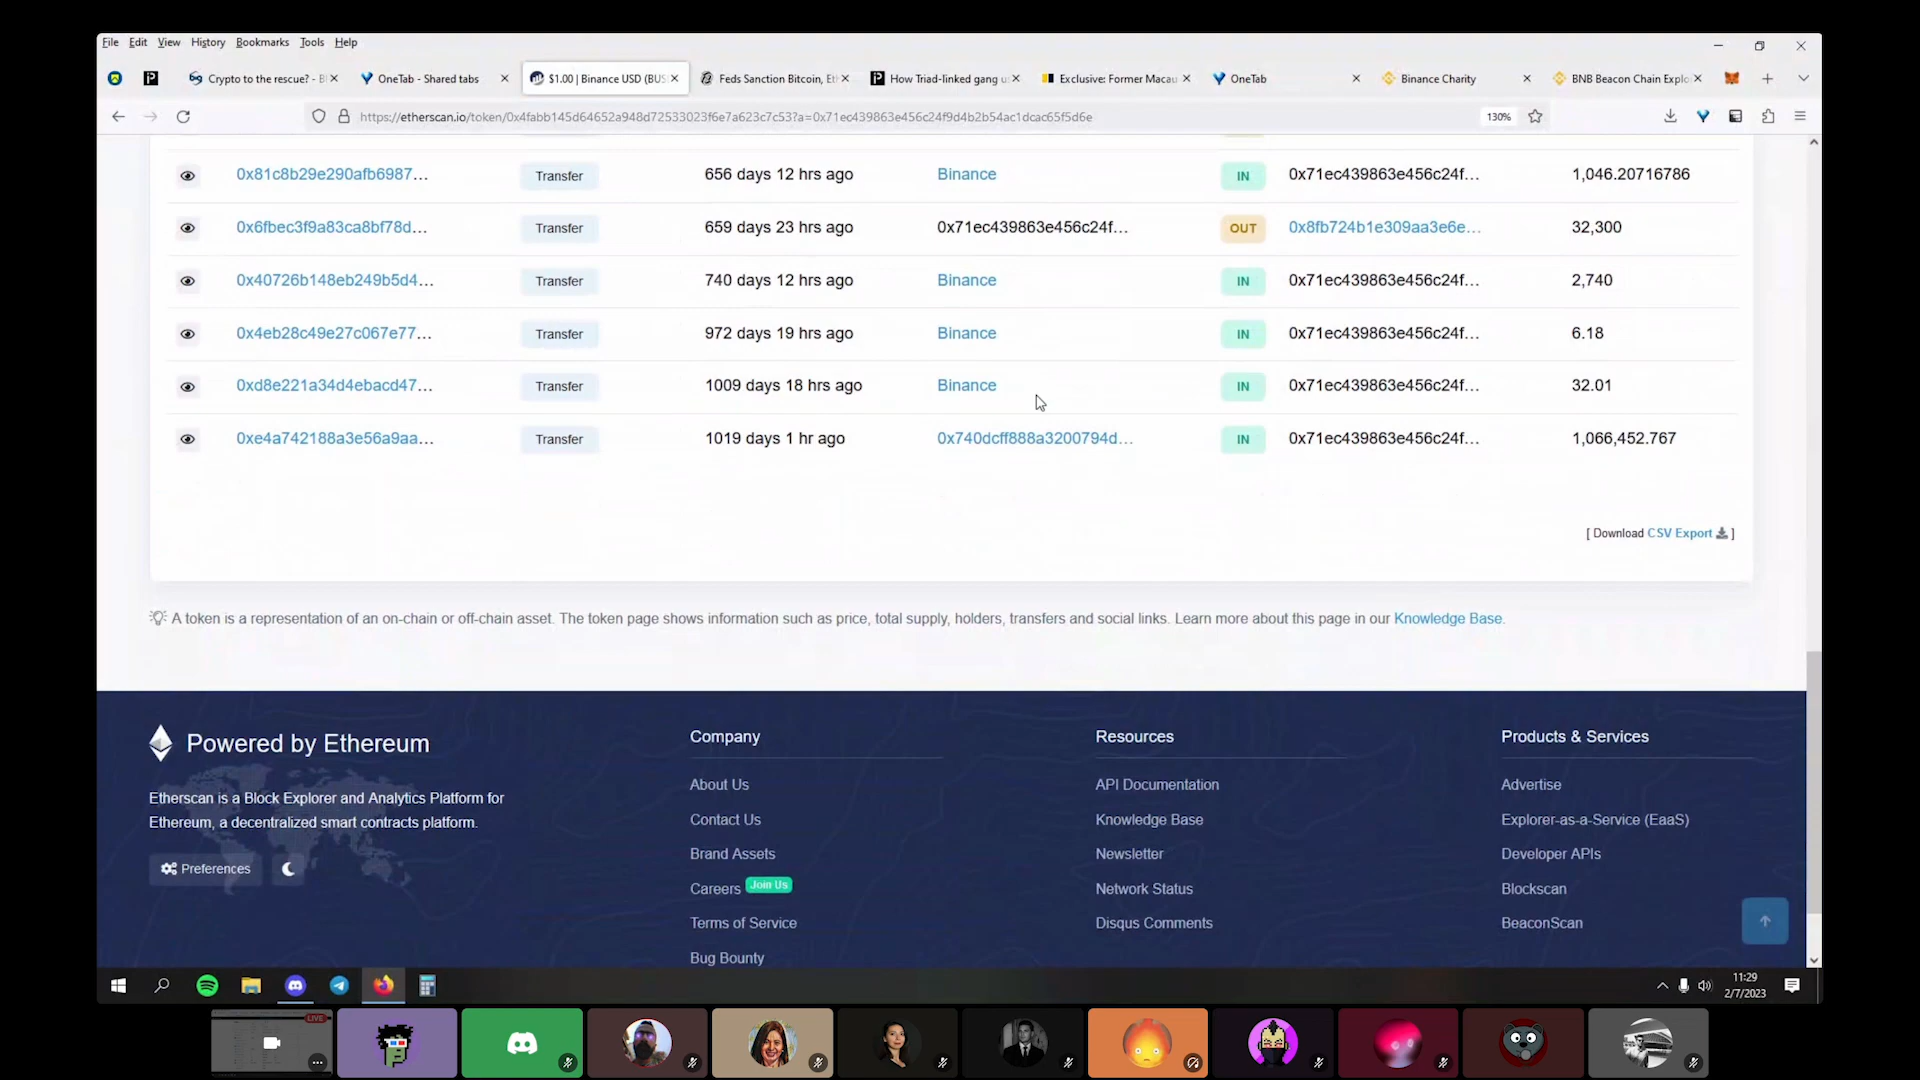 File Edit View History Bookmarks Tools Help
Crypto to the rescue? - Bl
OneTab - Shared tabs
$1.00 | Binance USD (BUS
Feds Sanction Bitcoin, Et
How Triad-linked gang u
Exclusive: Former Macau
OneTab
Binance Charity
BNB Beacon Chain Explo
https://etherscan.io/token/0x4fabb145d64652a948d72533023f6e7a623c7c53?a=0x71ec439863e456c24f9d4b2b54ac1dcac65f5d6e
130%
0x81c8b29e290afb6987... Transfer 656 days 12 hrs ago Binance IN 0x71ec439863e456c24f... 1,046.20716786
0x6fbec3f9a83ca8bf78d... Transfer 659 days 23 hrs ago 0x71ec439863e456c24f... OUT 0x8fb724b1e309aa3e6e... 32,300
0x40726b148eb249b5d4... Transfer 740 days 12 hrs ago Binance IN 0x71ec439863e456c24f... 2,740
0x4eb28c49e27c067e77... Transfer 972 days 19 hrs ago Binance IN 0x71ec439863e456c24f... 6.18
0xd8e221a34d4ebacd47... Transfer 1009 days 18 hrs ago Binance IN 0x71ec439863e456c24f... 32.01
0xe4a742188a3e56a9aa... Transfer 1019 days 1 hr ago 0x740dcff888a3200794d... IN 0x71ec439863e456c24f... 1,066,452.767
[ Download CSV Export ]
A token is a representation of an on-chain or off-chain asset. The token page shows information such as price, total supply, holders, transfers and social links. Learn more about this page in our Knowledge Base.
Powered by Ethereum
Etherscan is a Block Explorer and Analytics Platform for
Ethereum, a decentralized smart contracts platform.
Preferences
Company
About Us
Contact Us
Brand Assets
Careers Join Us
Terms of Service
Bug Bounty
Resources
API Documentation
Knowledge Base
Newsletter
Network Status
Disqus Comments
Products & Services
Advertise
Explorer-as-a-Service (EaaS)
Developer APIs
Blockscan
BeaconScan
11:29
2/7/2023
LIVE